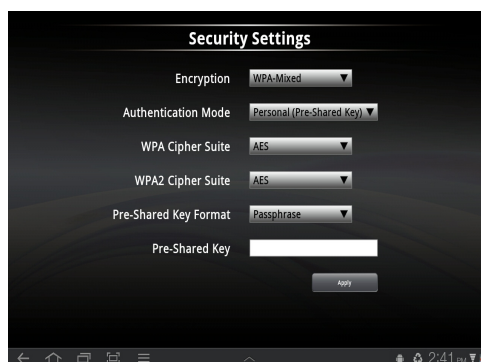 Security Settings
Encryption WPA-Mixed
Authentication Mode Personal (Pre-Shared Key)
WPA Cipher Suite AES
WPA2 Cipher Suite AES
Pre-Shared Key Format Passphrase
Pre-Shared Key
Apply
2:41 PM